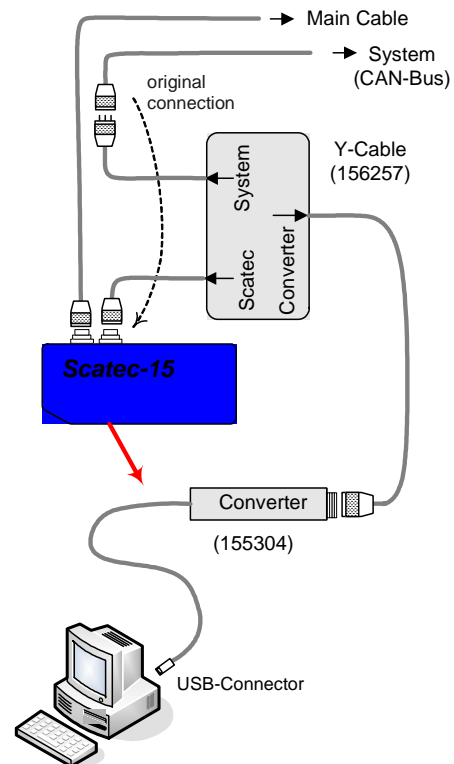 Main Cable
System
(CAN-Bus)
original
connection
Y-Cable
(156257)
System
Scatec
Converter
Scatec-15
Converter
(155304)
USB-Connector